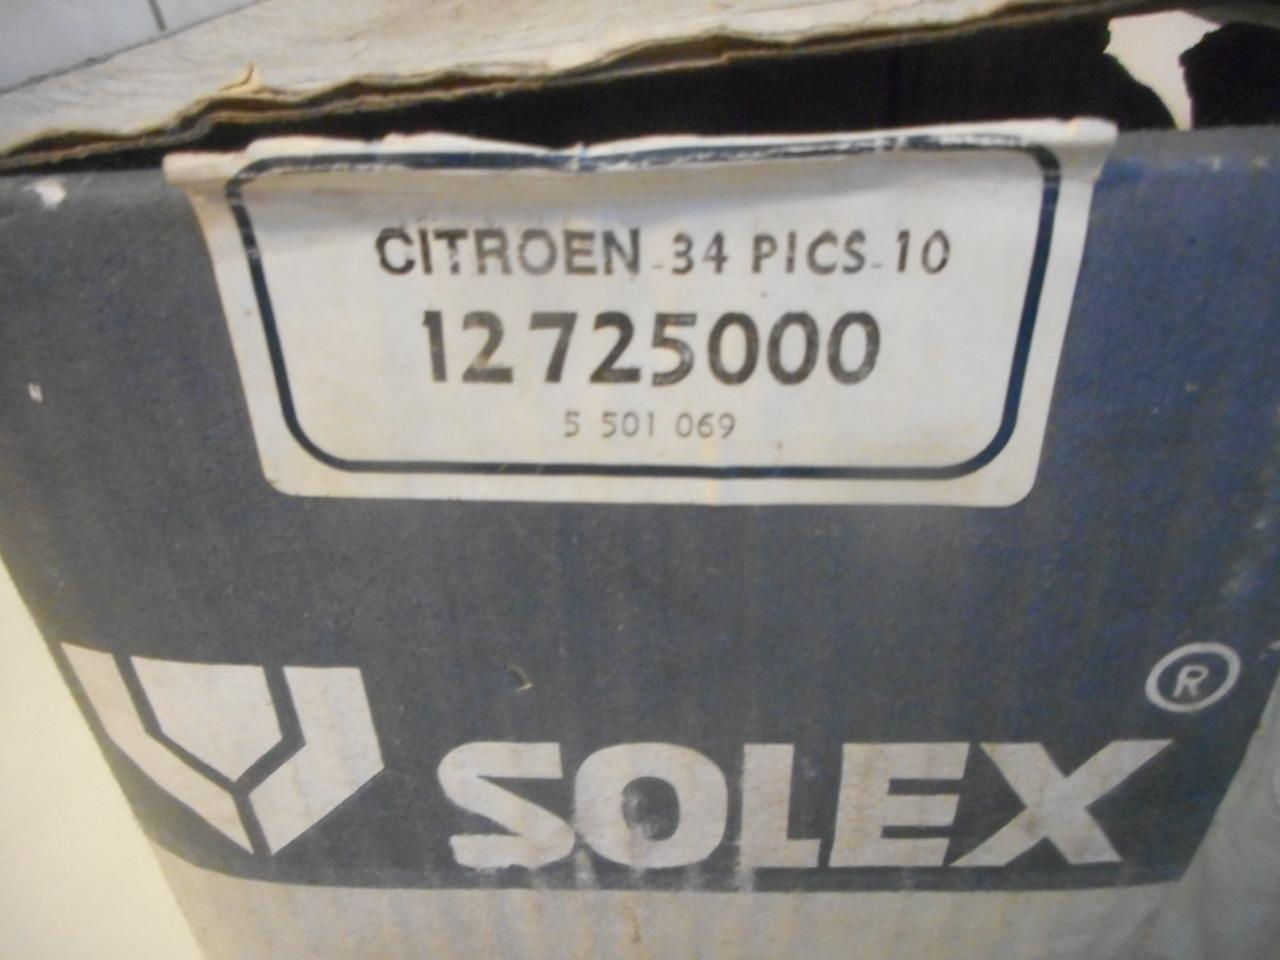 CITROEN-34 PICS-10
12725000
5 501 069
®
SOLEX